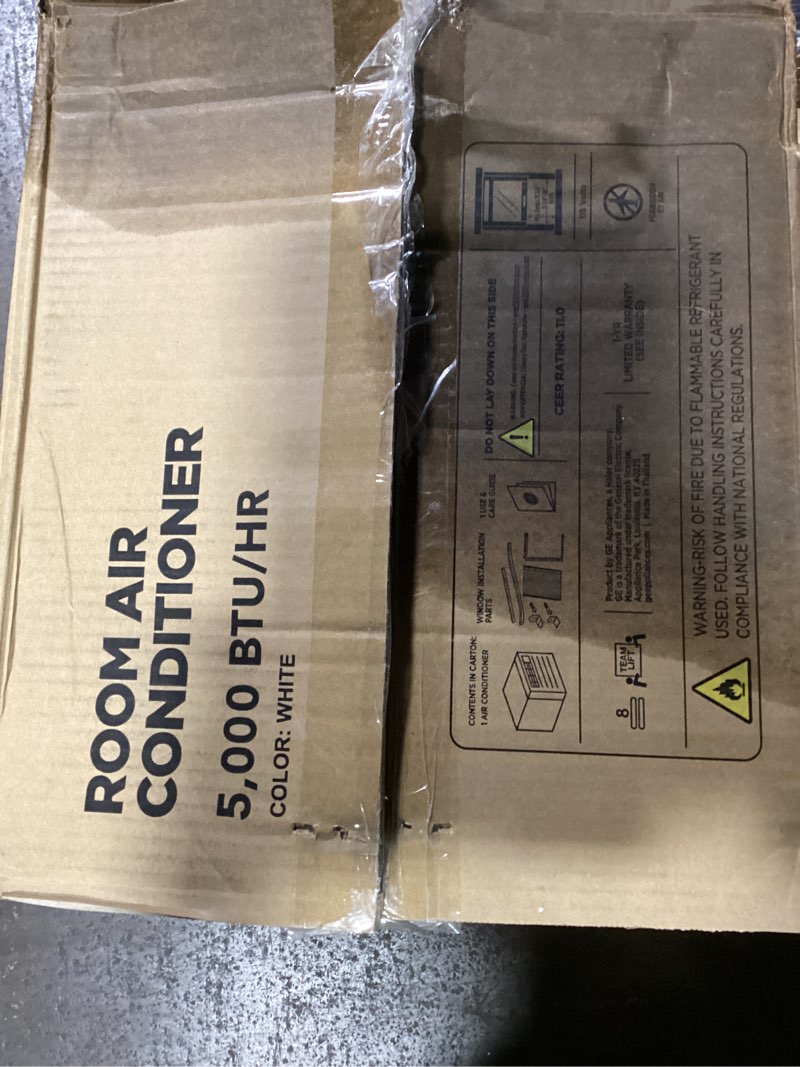 ROOM AIR
CONDITIONER
5,000 BTU/HR
COLOR: WHITE
CONTENTS IN CARTON:
1 AIR CONDITIONER
WINDOW INSTALLATION
PARTS
1 USE &
CARE GUIDE
DO NOT LAY DOWN ON THIS SIDE
WARNING:
CEER RATING: 11.0
115 Volts
8
TEAM
LIFT
Product by GE Appliances, a Haier company.
GE is a trademark of the General Electric Company.
Manufactured under trademark license.
Appliance Park, Louisville, KY 40225
geappliances.com | Made in Thailand
1-YR
LIMITED WARRANTY
(SEE INSIDE)
FORBIDDEN
BY AIR
WARNING-RISK OF FIRE DUE TO FLAMMABLE REFRIGERANT
USED. FOLLOW HANDLING INSTRUCTIONS CAREFULLY IN
COMPLIANCE WITH NATIONAL REGULATIONS.